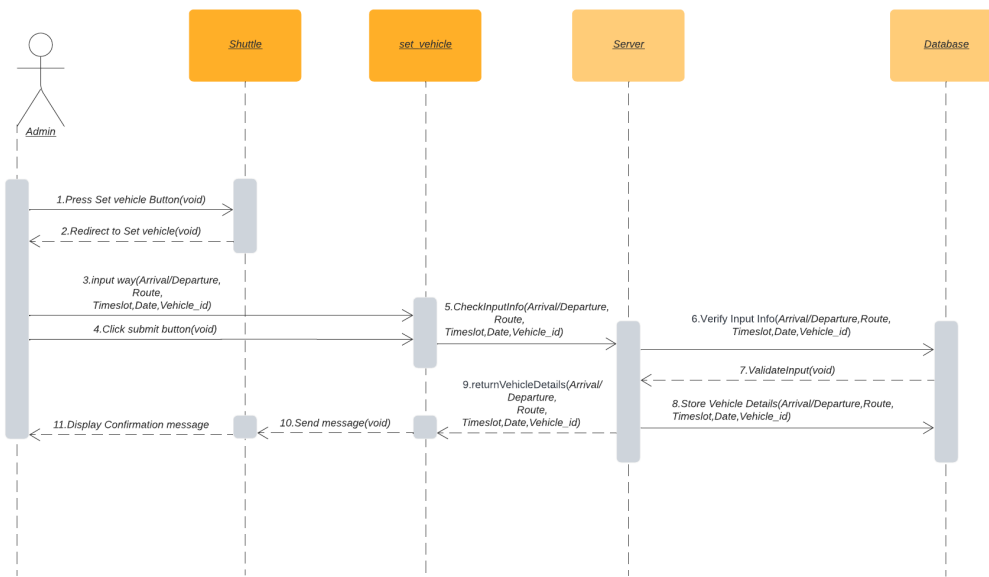 Shuttle
set_vehicle
Server
Database
Admin
1.Press Set vehicle Button(void)
2.Redirect to Set vehicle(void)
3.input way(Arrival/Departure,
Route,
Timeslot,Date,Vehicle_id)
4.Click submit button(void)
5.CheckInputInfo(Arrival/Departure,
Route,
Timeslot,Date,Vehicle_id)
6.Verify Input Info(Arrival/Departure,Route,
Timeslot,Date,Vehicle_id)
7.ValidateInput(void)
8.Store Vehicle Details(Arrival/Departure,Route,
Timeslot,Date,Vehicle_id)
9.returnVehicleDetails(Arrival/
Departure,
Route,
Timeslot,Date,Vehicle_id)
10.Send message(void)
11.Display Confirmation message